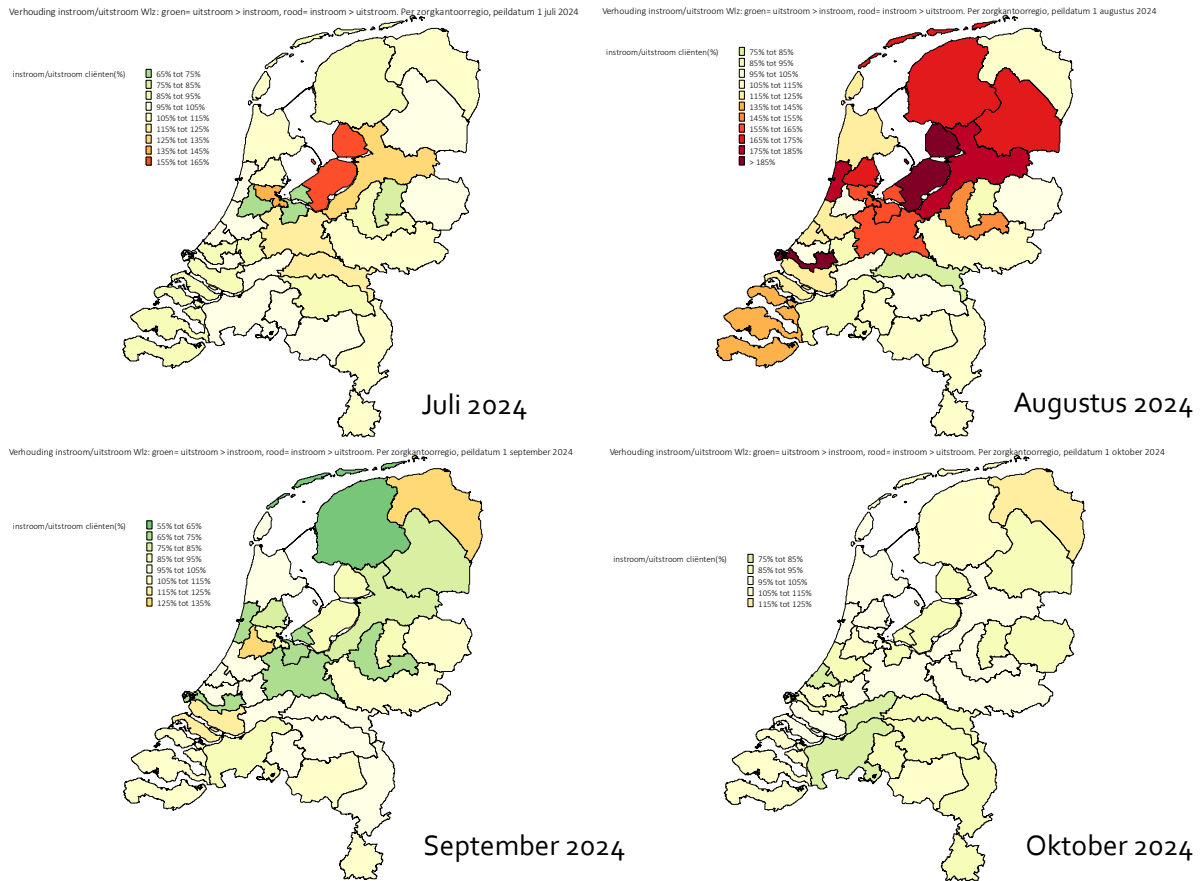 Verhouding instroom/uitstroom Wlz: groen= uitstroom > instroom, rood= instroom > uitstroom. Per zorgkantoorregio, peildatum 1 juli 2024
instroom/uitstroom cliënten(%)
65% tot 75%
75% tot 85%
85% tot 95%
95% tot 105%
105% tot 115%
115% tot 125%
125% tot 135%
135% tot 145%
155% tot 165%
Juli 2024
Verhouding instroom/uitstroom Wlz: groen= uitstroom > instroom, rood= instroom > uitstroom. Per zorgkantoorregio, peildatum 1 augustus 2024
instroom/uitstroom cliënten(%)
75% tot 85%
85% tot 95%
95% tot 105%
105% tot 115%
115% tot 125%
135% tot 145%
145% tot 155%
155% tot 165%
165% tot 175%
175% tot 185%
> 185%
Augustus 2024
Verhouding instroom/uitstroom Wlz: groen= uitstroom > instroom, rood= instroom > uitstroom. Per zorgkantoorregio, peildatum 1 september 2024
instroom/uitstroom cliënten(%)
55% tot 65%
65% tot 75%
75% tot 85%
85% tot 95%
95% tot 105%
105% tot 115%
115% tot 125%
125% tot 135%
September 2024
Verhouding instroom/uitstroom Wlz: groen= uitstroom > instroom, rood= instroom > uitstroom. Per zorgkantoorregio, peildatum 1 oktober 2024
instroom/uitstroom cliënten(%)
75% tot 85%
85% tot 95%
95% tot 105%
105% tot 115%
115% tot 125%
Oktober 2024